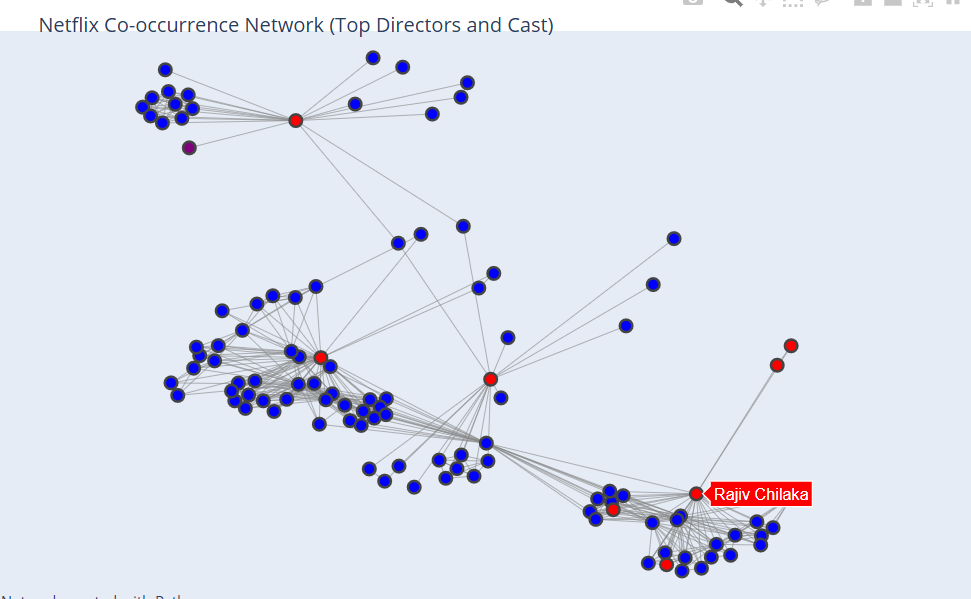 Netflix Co-occurrence Network (Top Directors and Cast)
Rajiv Chilaka